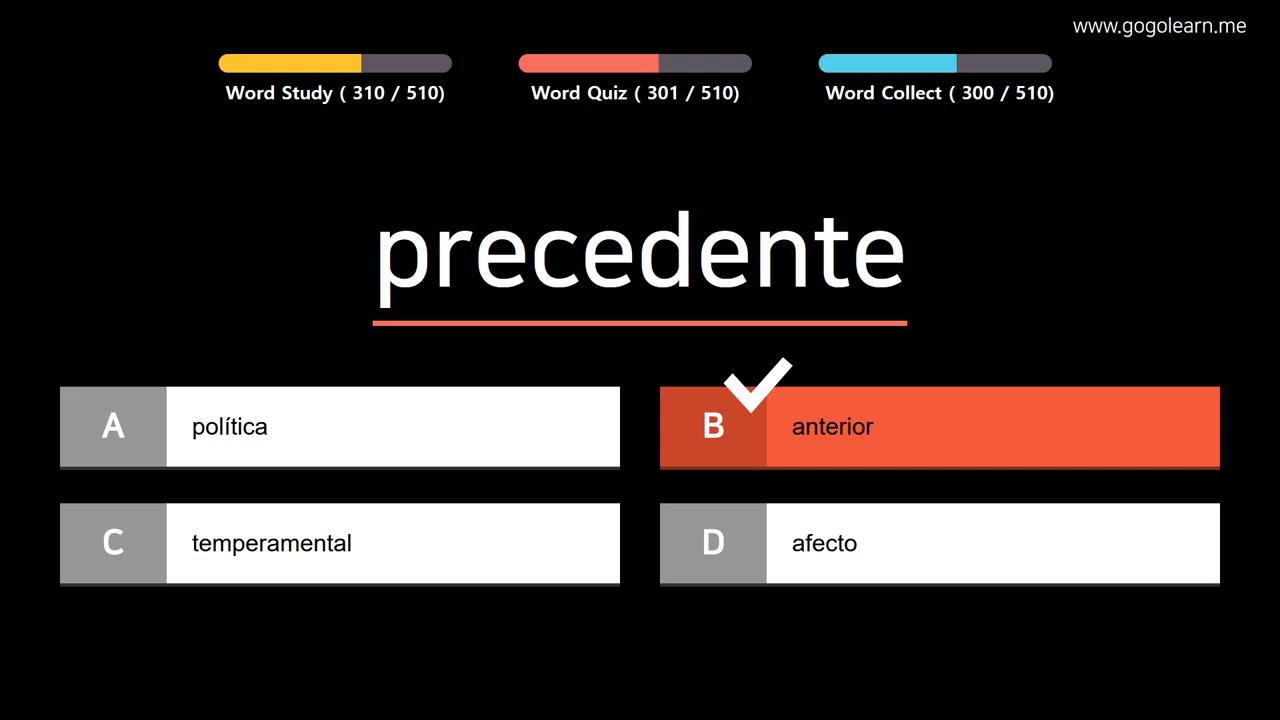 www.gogolearn.me
Word Study ( 310 / 510)
Word Quiz ( 301 / 510)
Word Collect ( 300 / 510)
precedente
A política
B anterior
C temperamental
D afecto